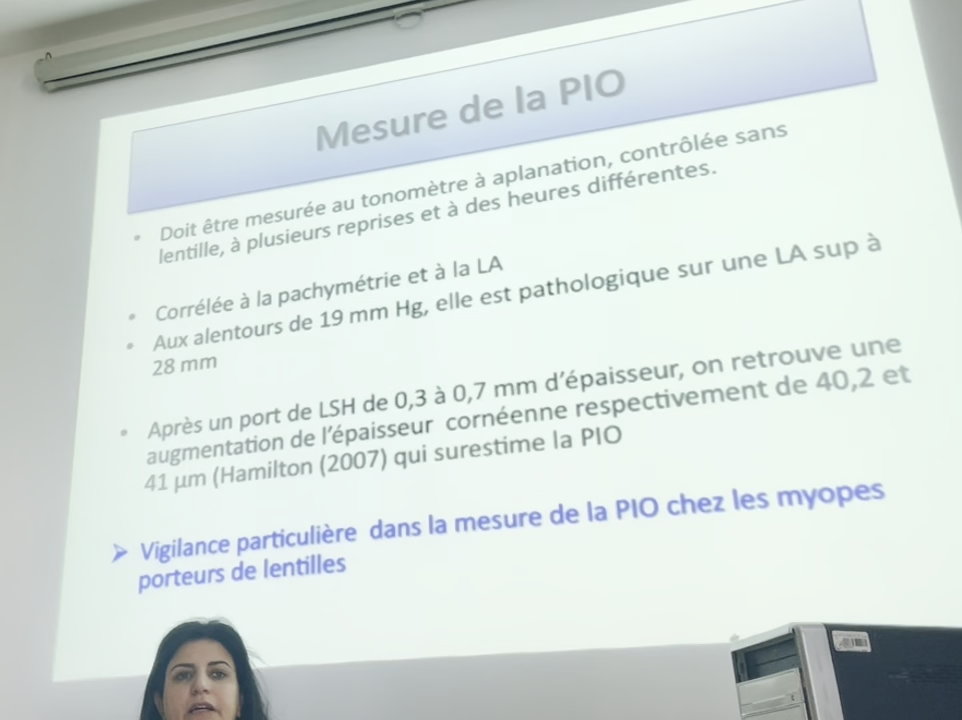 Mesure de la PIO
• Doit être mesurée au tonomètre à aplanation, contrôlée sans
lentille, à plusieurs reprises et à des heures différentes.
• Corrélée à la pachymétrie et à la LA
• Aux alentours de 19 mm Hg, elle est pathologique sur une LA sup à
28 mm
• Après un port de LSH de 0,3 à 0,7 mm d'épaisseur, on retrouve une
augmentation de l'épaisseur cornéenne respectivement de 40,2 et
41 µm (Hamilton (2007) qui surestime la PIO
➢ Vigilance particulière dans la mesure de la PIO chez les myopes
porteurs de lentilles